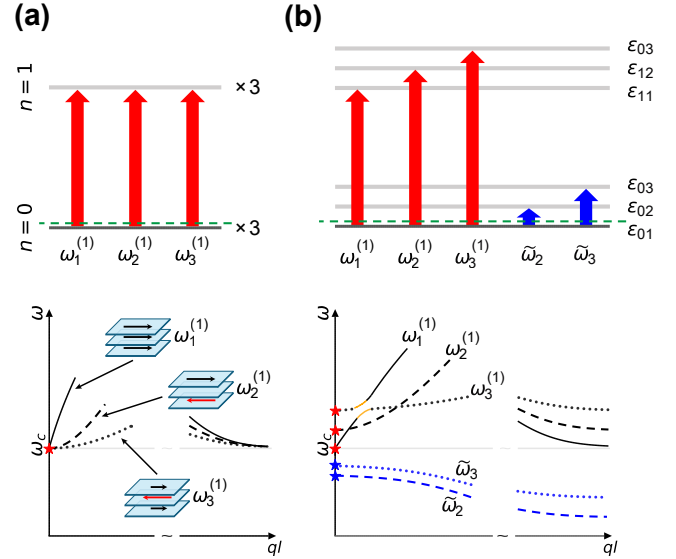 (a)
n = 1
× 3
n = 0
× 3
ω₁⁽¹⁾ ω₂⁽¹⁾ ω₃⁽¹⁾
(b)
ε₀₃
ε₁₂
ε₁₁
ε₀₃
ε₀₂
ε₀₁
ω₁⁽¹⁾ ω₂⁽¹⁾ ω₃⁽¹⁾ ω̃₂ ω̃₃
ω
ω₁⁽¹⁾
ω₂⁽¹⁾
ω₃⁽¹⁾
ω_c
~
ql
ω
ω₁⁽¹⁾
ω₂⁽¹⁾
ω₃⁽¹⁾
ω_c
ω̃₃
ω̃₂
~
ql